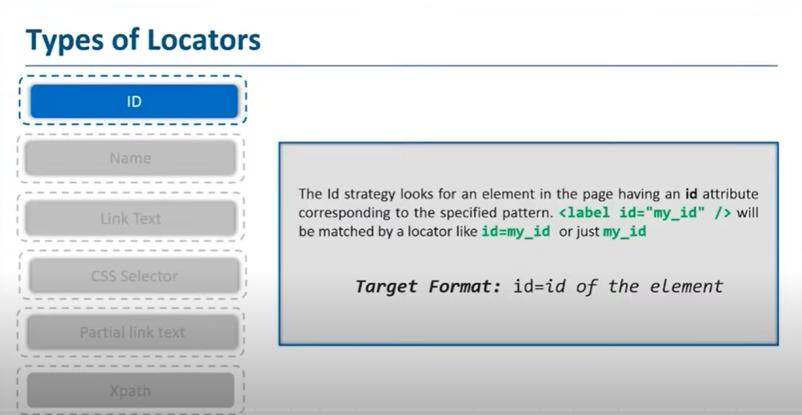 Types of Locators
ID
Name
Link Text
CSS Selector
Partial link text
Xpath
The Id strategy looks for an element in the page having an id attribute
corresponding to the specified pattern. <label id="my_id" /> will
be matched by a locator like id=my_id or just my_id
Target Format: id=id of the element